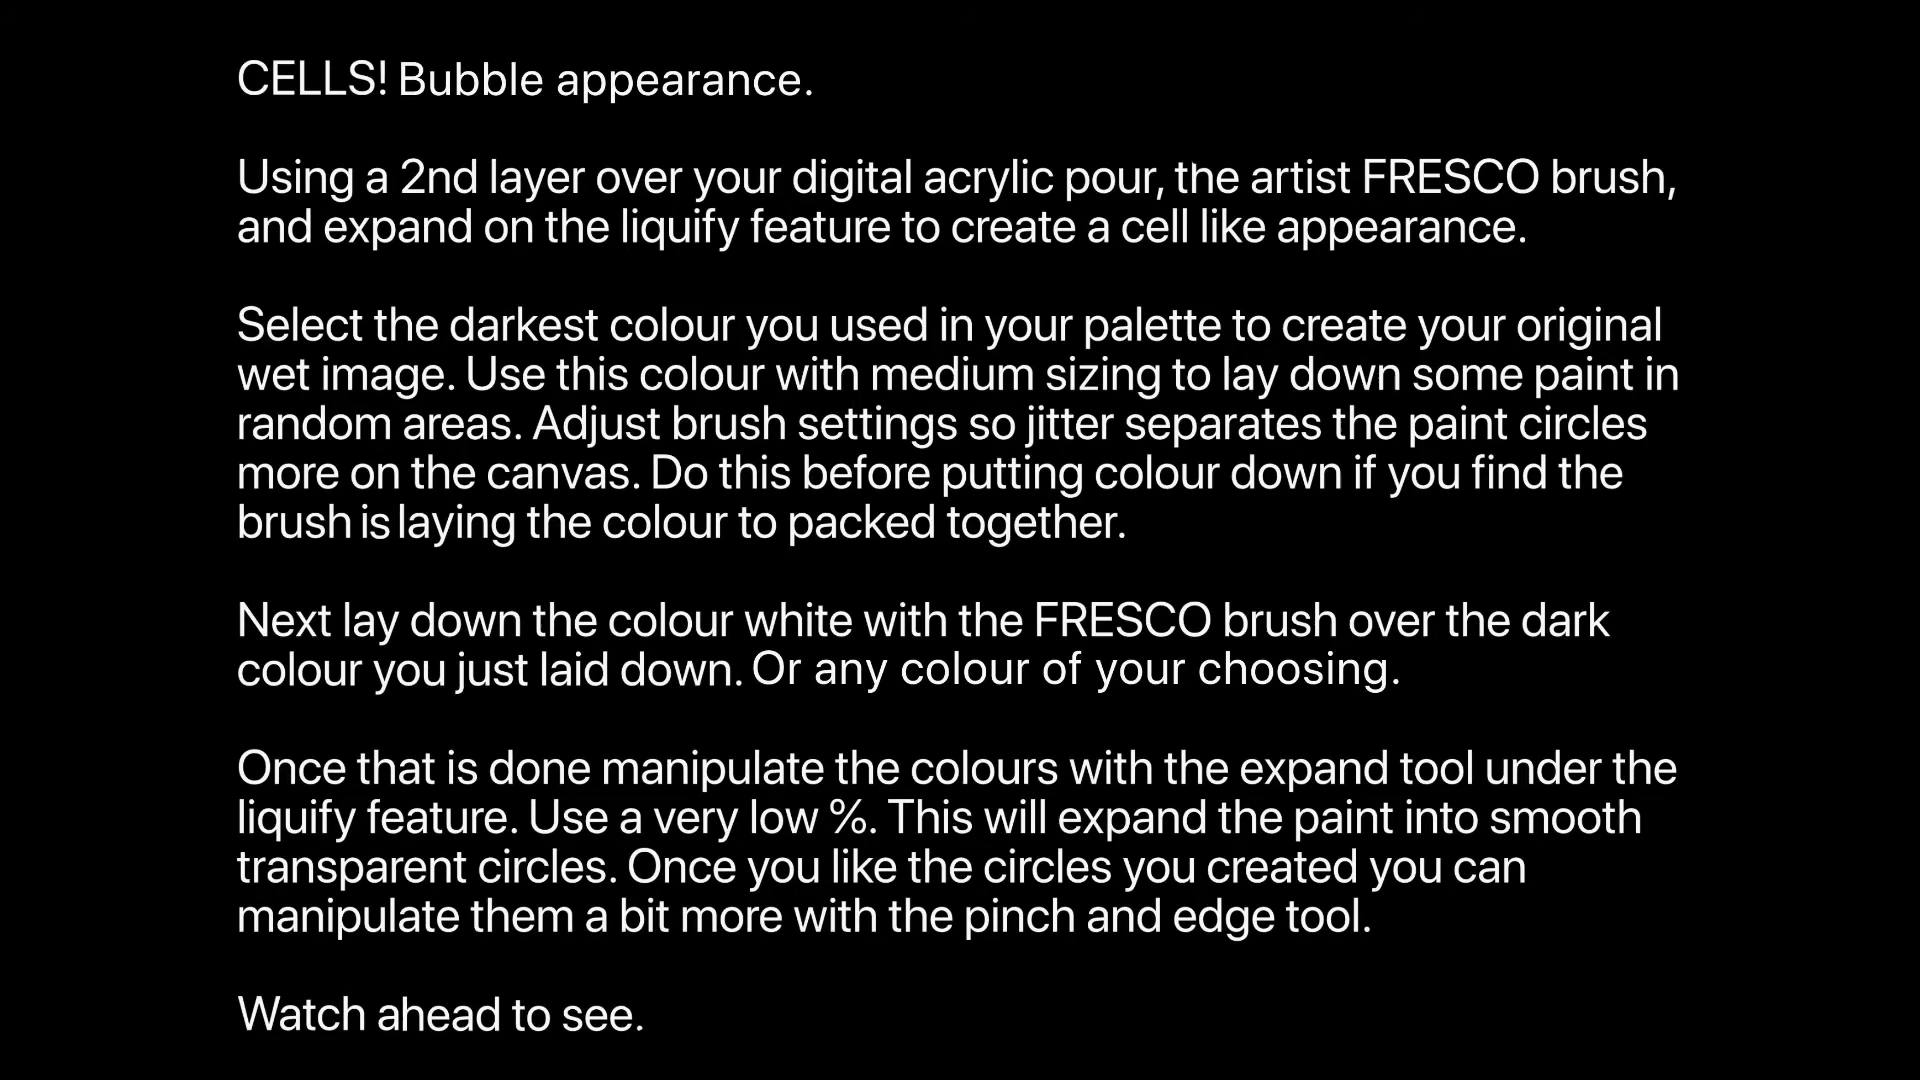 CELLS! Bubble appearance.
Using a 2nd layer over your digital acrylic pour, the artist FRESCO brush,
and expand on the liquify feature to create a cell like appearance.
Select the darkest colour you used in your palette to create your original
wet image. Use this colour with medium sizing to lay down some paint in
random areas. Adjust brush settings so jitter separates the paint circles
more on the canvas. Do this before putting colour down if you find the
brush is laying the colour to packed together.
Next lay down the colour white with the FRESCO brush over the dark
colour you just laid down. Or any colour of your choosing.
Once that is done manipulate the colours with the expand tool under the
liquify feature. Use a very low %. This will expand the paint into smooth
transparent circles. Once you like the circles you created you can
manipulate them a bit more with the pinch and edge tool.
Watch ahead to see.